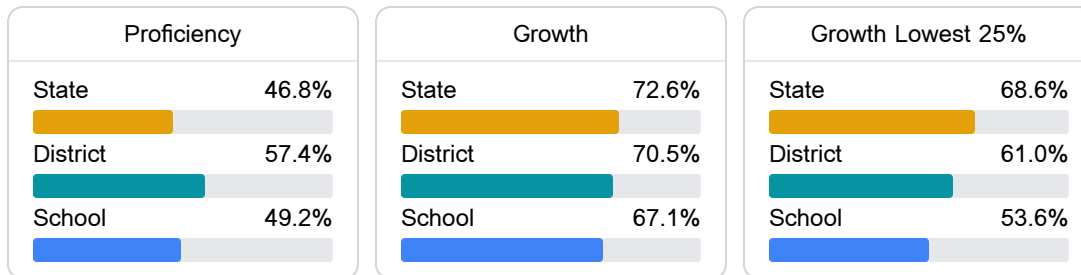 Proficiency
State 46.8%
District 57.4%
School 49.2%
Growth
State 72.6%
District 70.5%
School 67.1%
Growth Lowest 25%
State 68.6%
District 61.0%
School 53.6%